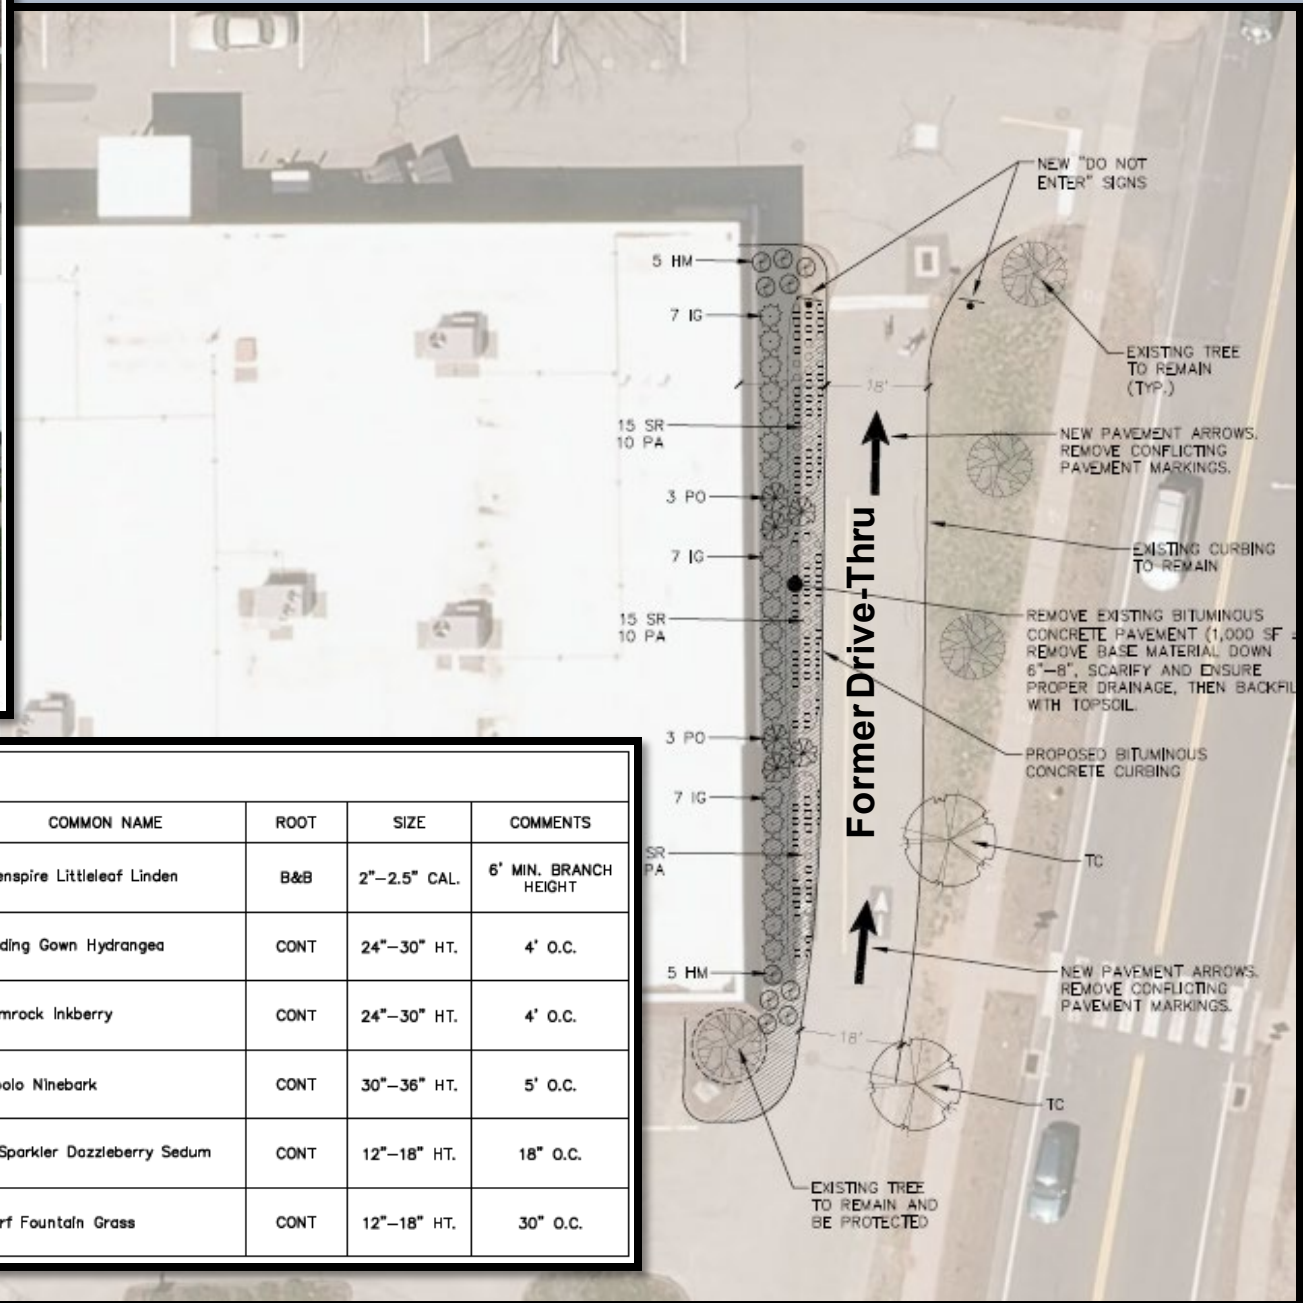 NEW "DO NOT
ENTER" SIGNS
5 HM
7 IG
EXISTING TREE
TO REMAIN
(TYP.)
18'
15 SR
10 PA
NEW PAVEMENT ARROWS.
REMOVE CONFLICTING
PAVEMENT MARKINGS.
3 PO
7 IG
EXISTING CURBING
TO REMAIN
Former Drive-Thru
15 SR
10 PA
REMOVE EXISTING BITUMINOUS
CONCRETE PAVEMENT (1,000 SF
REMOVE BASE MATERIAL DOWN
6"-8", SCARIFY AND ENSURE
PROPER DRAINAGE, THEN BACKFIL
WITH TOPSOIL.
3 PO
PROPOSED BITUMINOUS
CONCRETE CURBING
7 IG
SR
PA
TC
5 HM
NEW PAVEMENT ARROWS.
REMOVE CONFLICTING
PAVEMENT MARKINGS.
18'
TC
EXISTING TREE
TO REMAIN AND
BE PROTECTED
COMMON NAME ROOT SIZE COMMENTS
enspire Littleleaf Linden B&B 2"-2.5" CAL. 6' MIN. BRANCH
HEIGHT
ding Gown Hydrangea CONT 24"-30" HT. 4' O.C.
mrock Inkberry CONT 24"-30" HT. 4' O.C.
olo Ninebark CONT 30"-36" HT. 5' O.C.
Sparkler Dazzleberry Sedum CONT 12"-18" HT. 18" O.C.
rf Fountain Grass CONT 12"-18" HT. 30" O.C.